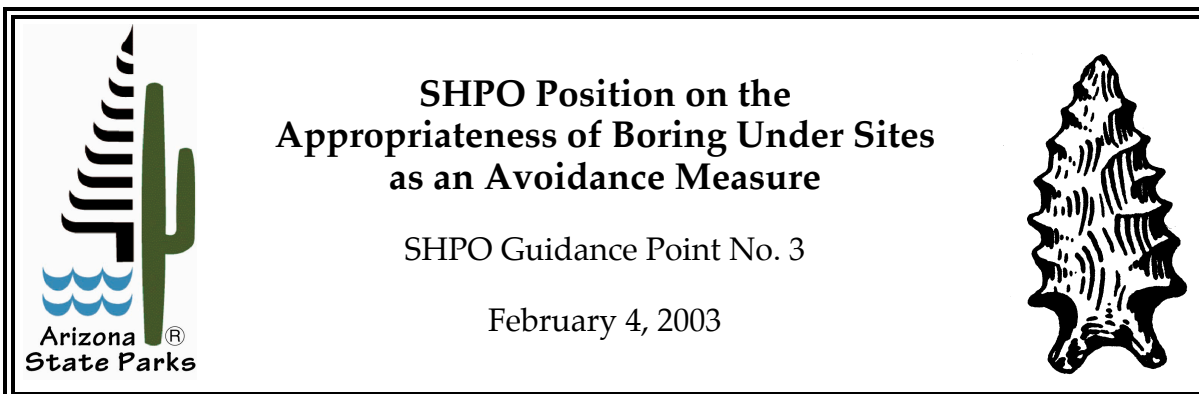 SHPO Position on the
Appropriateness of Boring Under Sites
as an Avoidance Measure
SHPO Guidance Point No. 3
February 4, 2003
Arizona ®
State Parks